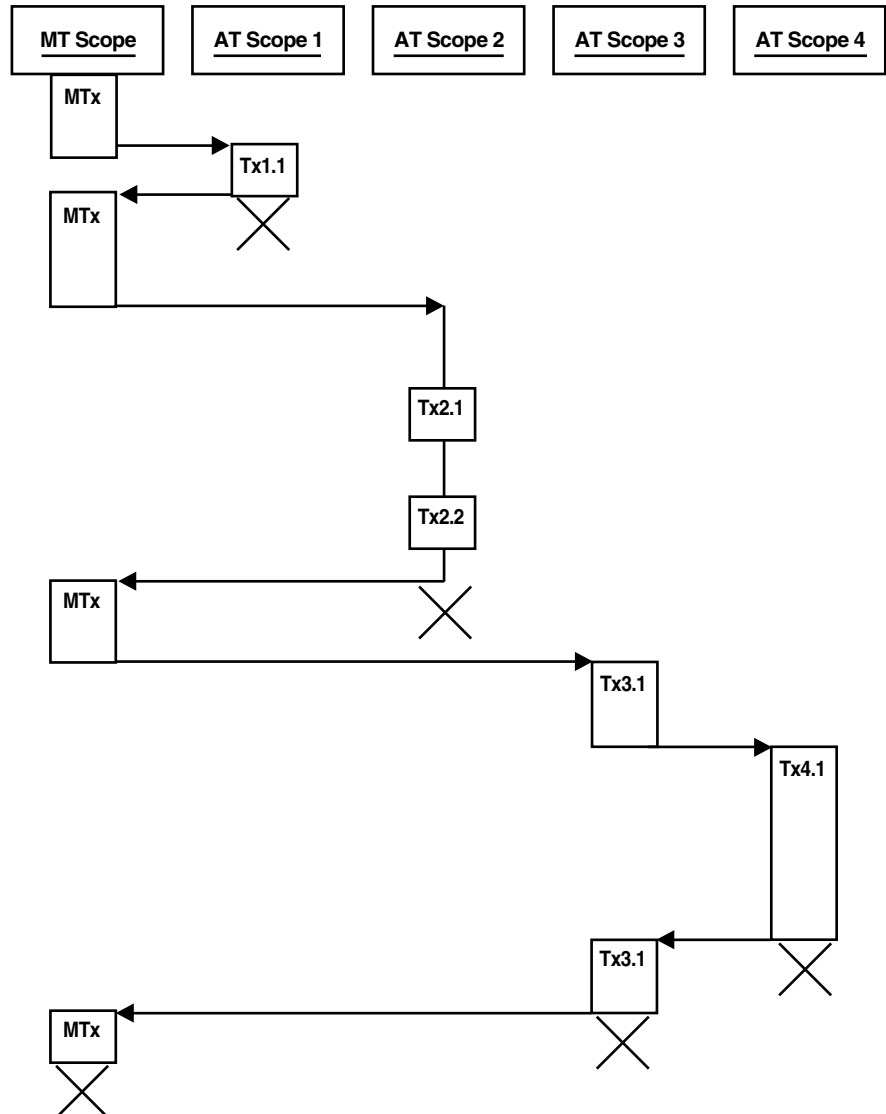 MT Scope
AT Scope 1
AT Scope 2
AT Scope 3
AT Scope 4
MTx
Tx1.1
MTx
Tx2.1
Tx2.2
MTx
Tx3.1
Tx4.1
Tx3.1
MTx